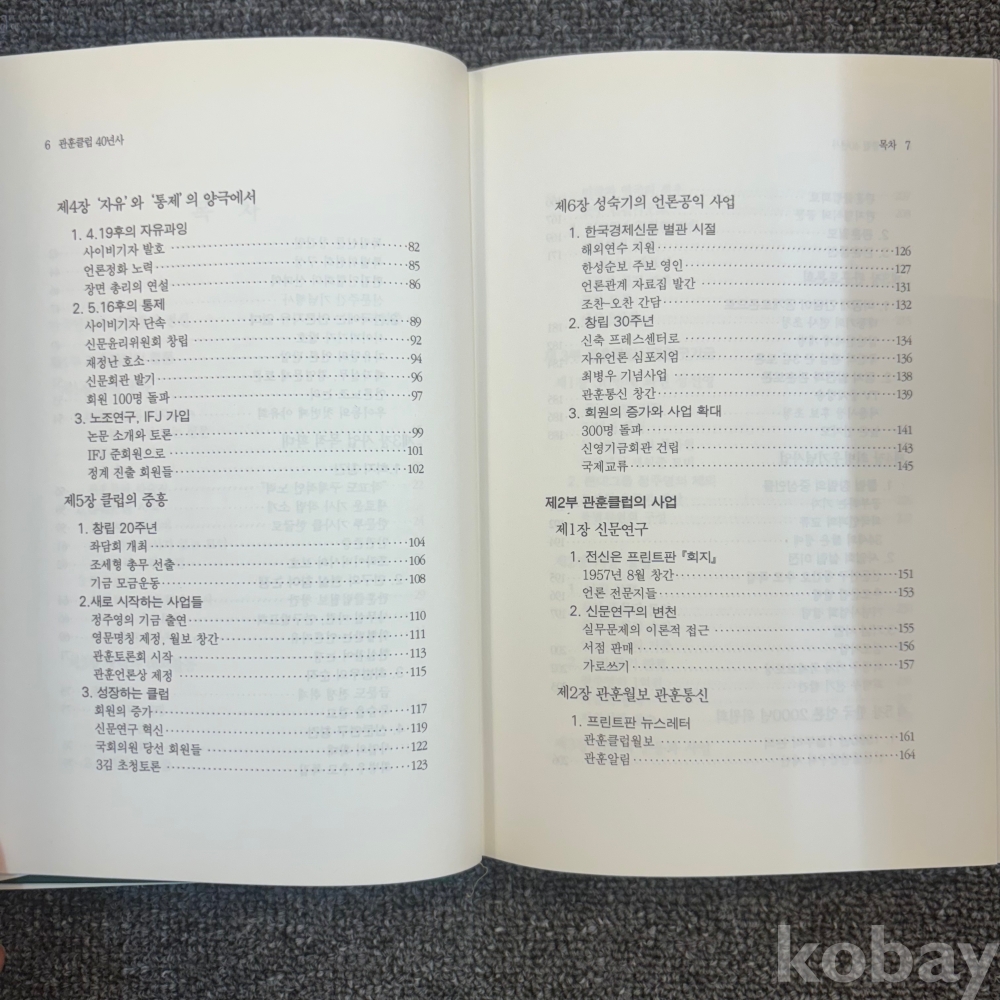 6 관훈클럽 40년사
제4장 '자유'와 '통제'의 양극에서
1. 4.19후의 자유과잉
사이비기자 발호 82
언론정화 노력 85
장면 총리의 연설 86
2. 5.16후의 통제
사이비기자 단속 89
신문윤리위원회 창립 92
재정난 호소 94
신문회관 발기 96
회원 100명 돌파 97
3. 노조연구, IFJ 가입
논문 소개와 토론 99
IFJ 준회원으로 101
정계 진출 회원들 102
제5장 클럽의 중흥
1. 창립 20주년
좌담회 개최 104
조세형 총무 선출 106
기금 모금운동 108
2.새로 시작하는 사업들
정주영의 기금 출연 110
영문명칭 제정, 월보 창간 111
관훈토론회 시작 113
관훈언론상 제정 115
3. 성장하는 클럽
회원의 증가 117
신문연구 혁신 119
국회의원 당선 회원들 122
3김 초청토론 123
목차 7
제6장 성숙기의 언론공익 사업
1. 한국경제신문 별관 시절
해외연수 지원 126
한성순보 주보 영인 127
언론관계 자료집 발간 131
조찬-오찬 간담 132
2. 창립 30주년
신축 프레스센터로 134
자유언론 심포지엄 136
최병우 기념사업 138
관훈통신 창간 139
3. 회원의 증가와 사업 확대
300명 돌파 141
신영기금회관 건립 143
국제교류 145
제2부 관훈클럽의 사업
제1장 신문연구
1. 전신은 프린트판 『회지』
1957년 8월 창간 151
언론 전문지들 153
2. 신문연구의 변천
실무문제의 이론적 접근 155
서점 판매 156
가로쓰기 157
제2장 관훈월보 관훈통신
1. 프린트판 뉴스레터
관훈클럽월보 161
관훈알림 164
kobay